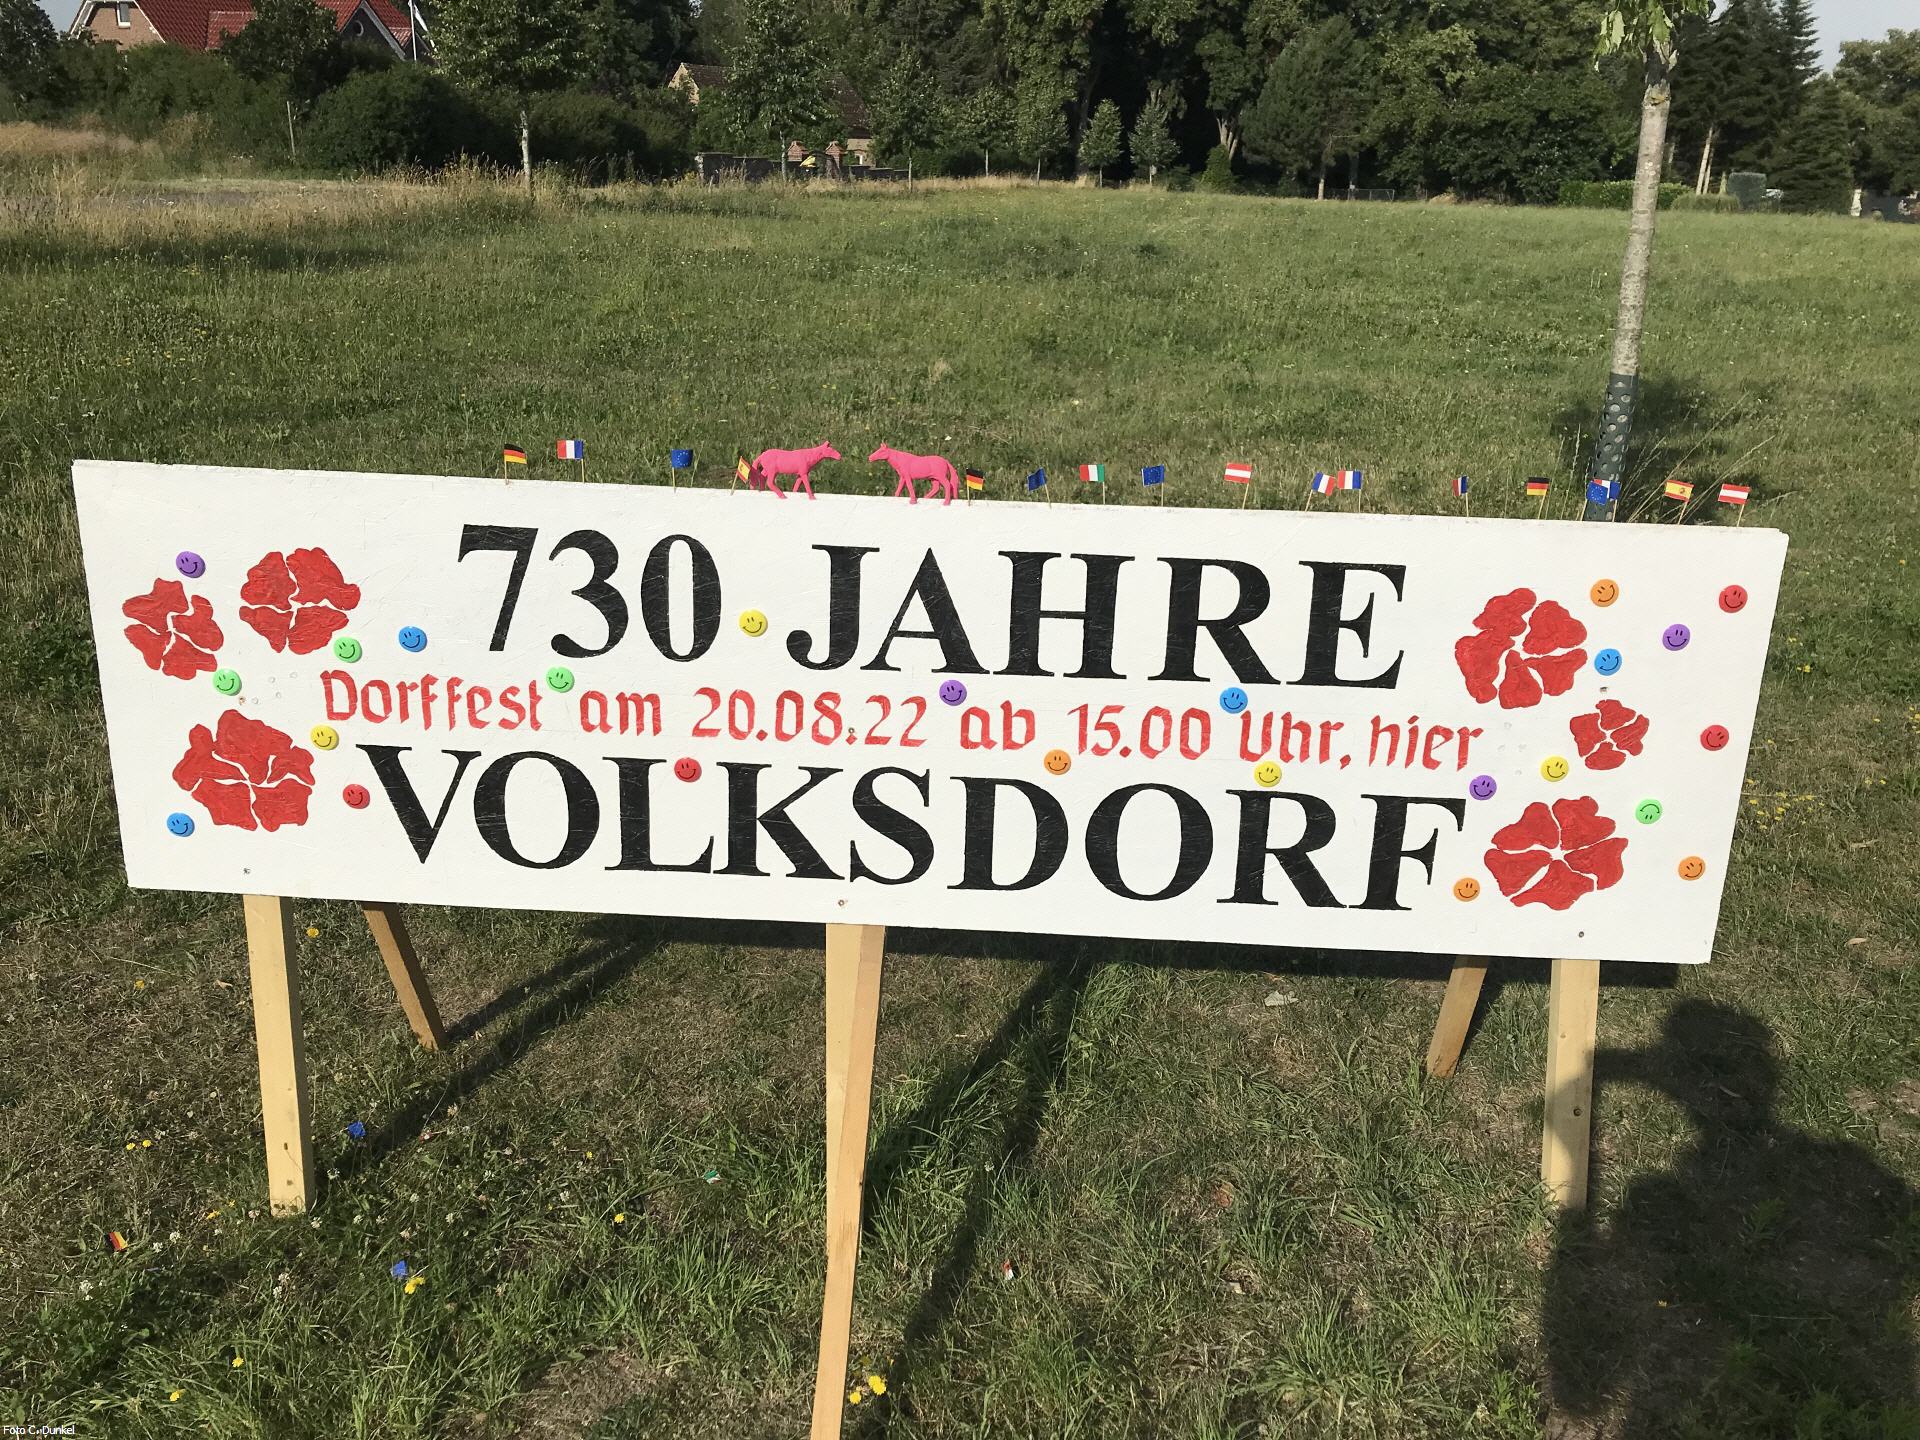 730 JAHRE
Dorffest am 20.08.22 ab 15.00 Uhr, hier
VOLKSDORF
Foto C. Dunkel